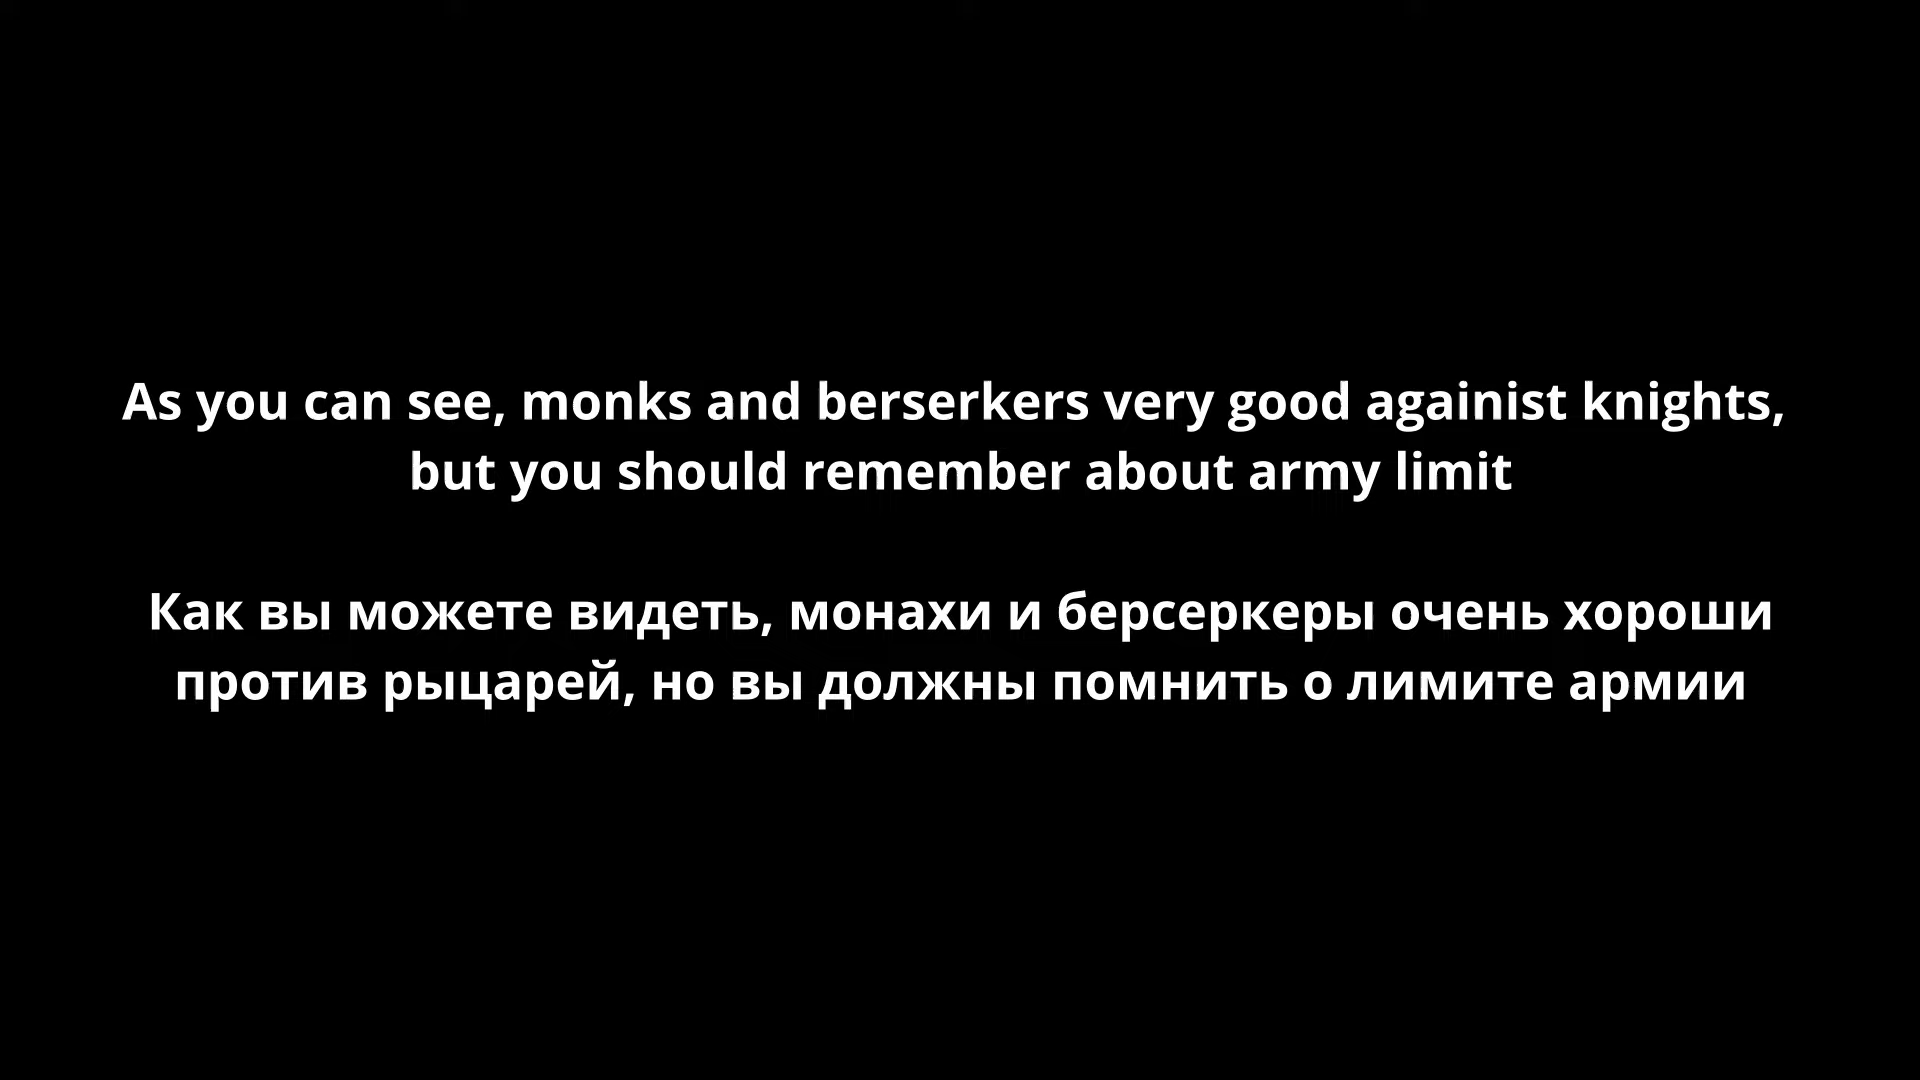 As you can see, monks and berserkers very good againist knights,
but you should remember about army limit
Как вы можете видеть, монахи и берсеркеры очень хороши
против рыцарей, но вы должны помнить о лимите армии